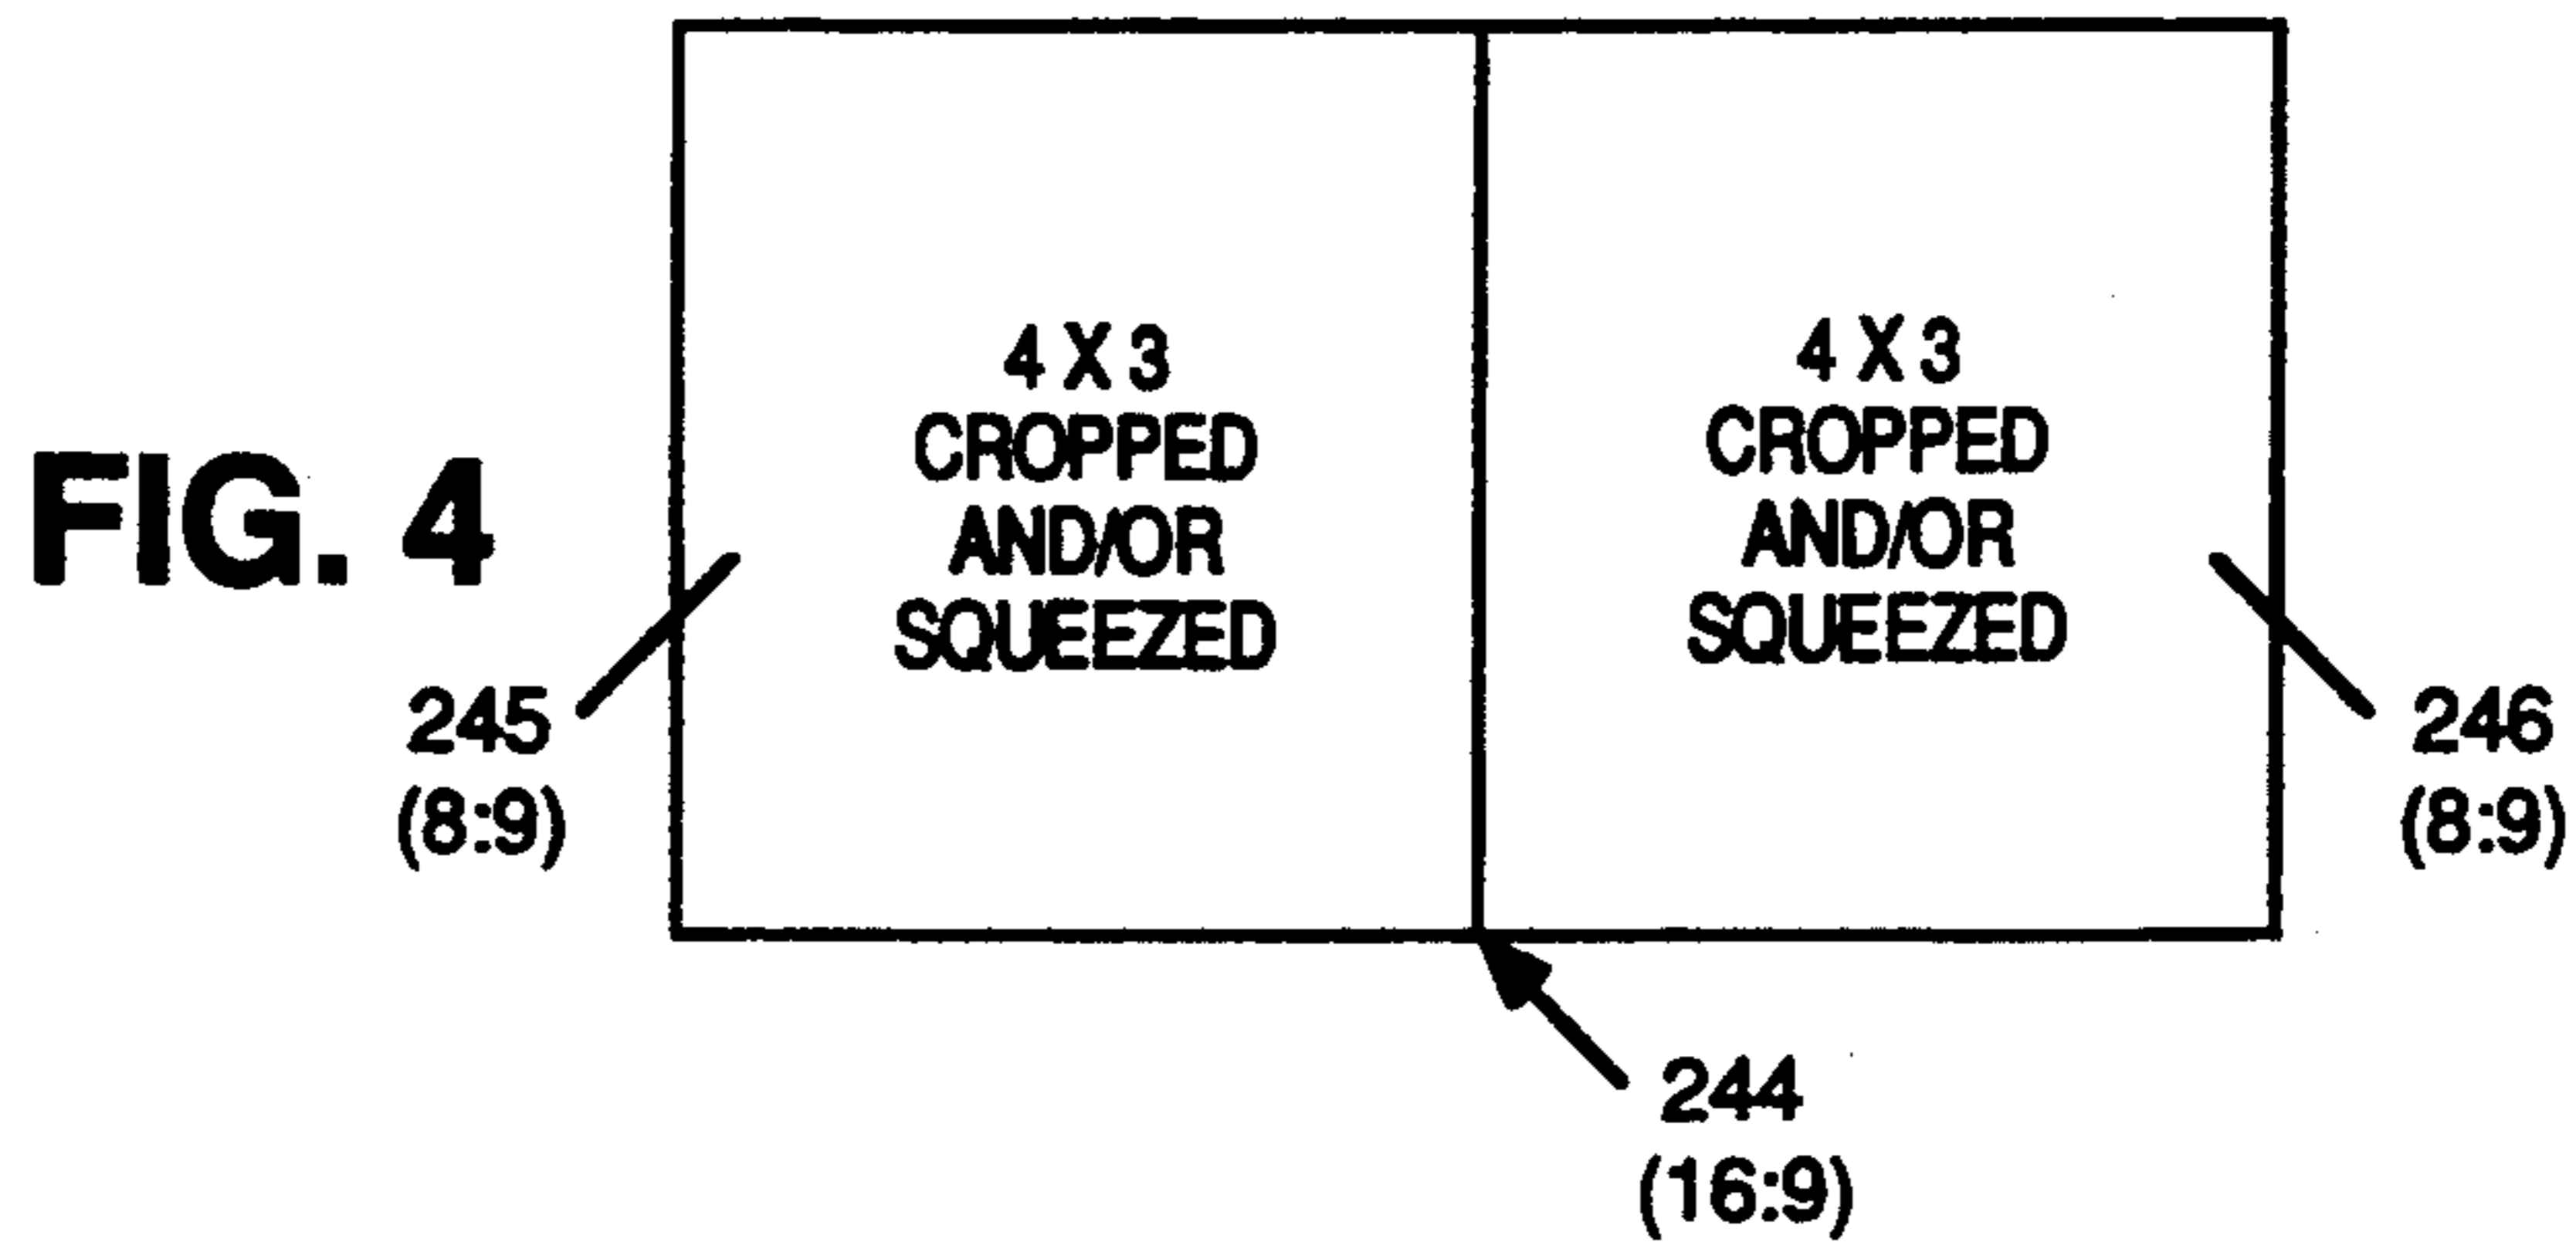 FIG. 4
4 X 3
CROPPED
AND/OR
SQUEEZED
4 X 3
CROPPED
AND/OR
SQUEEZED
245
(8:9)
246
(8:9)
244
(16:9)